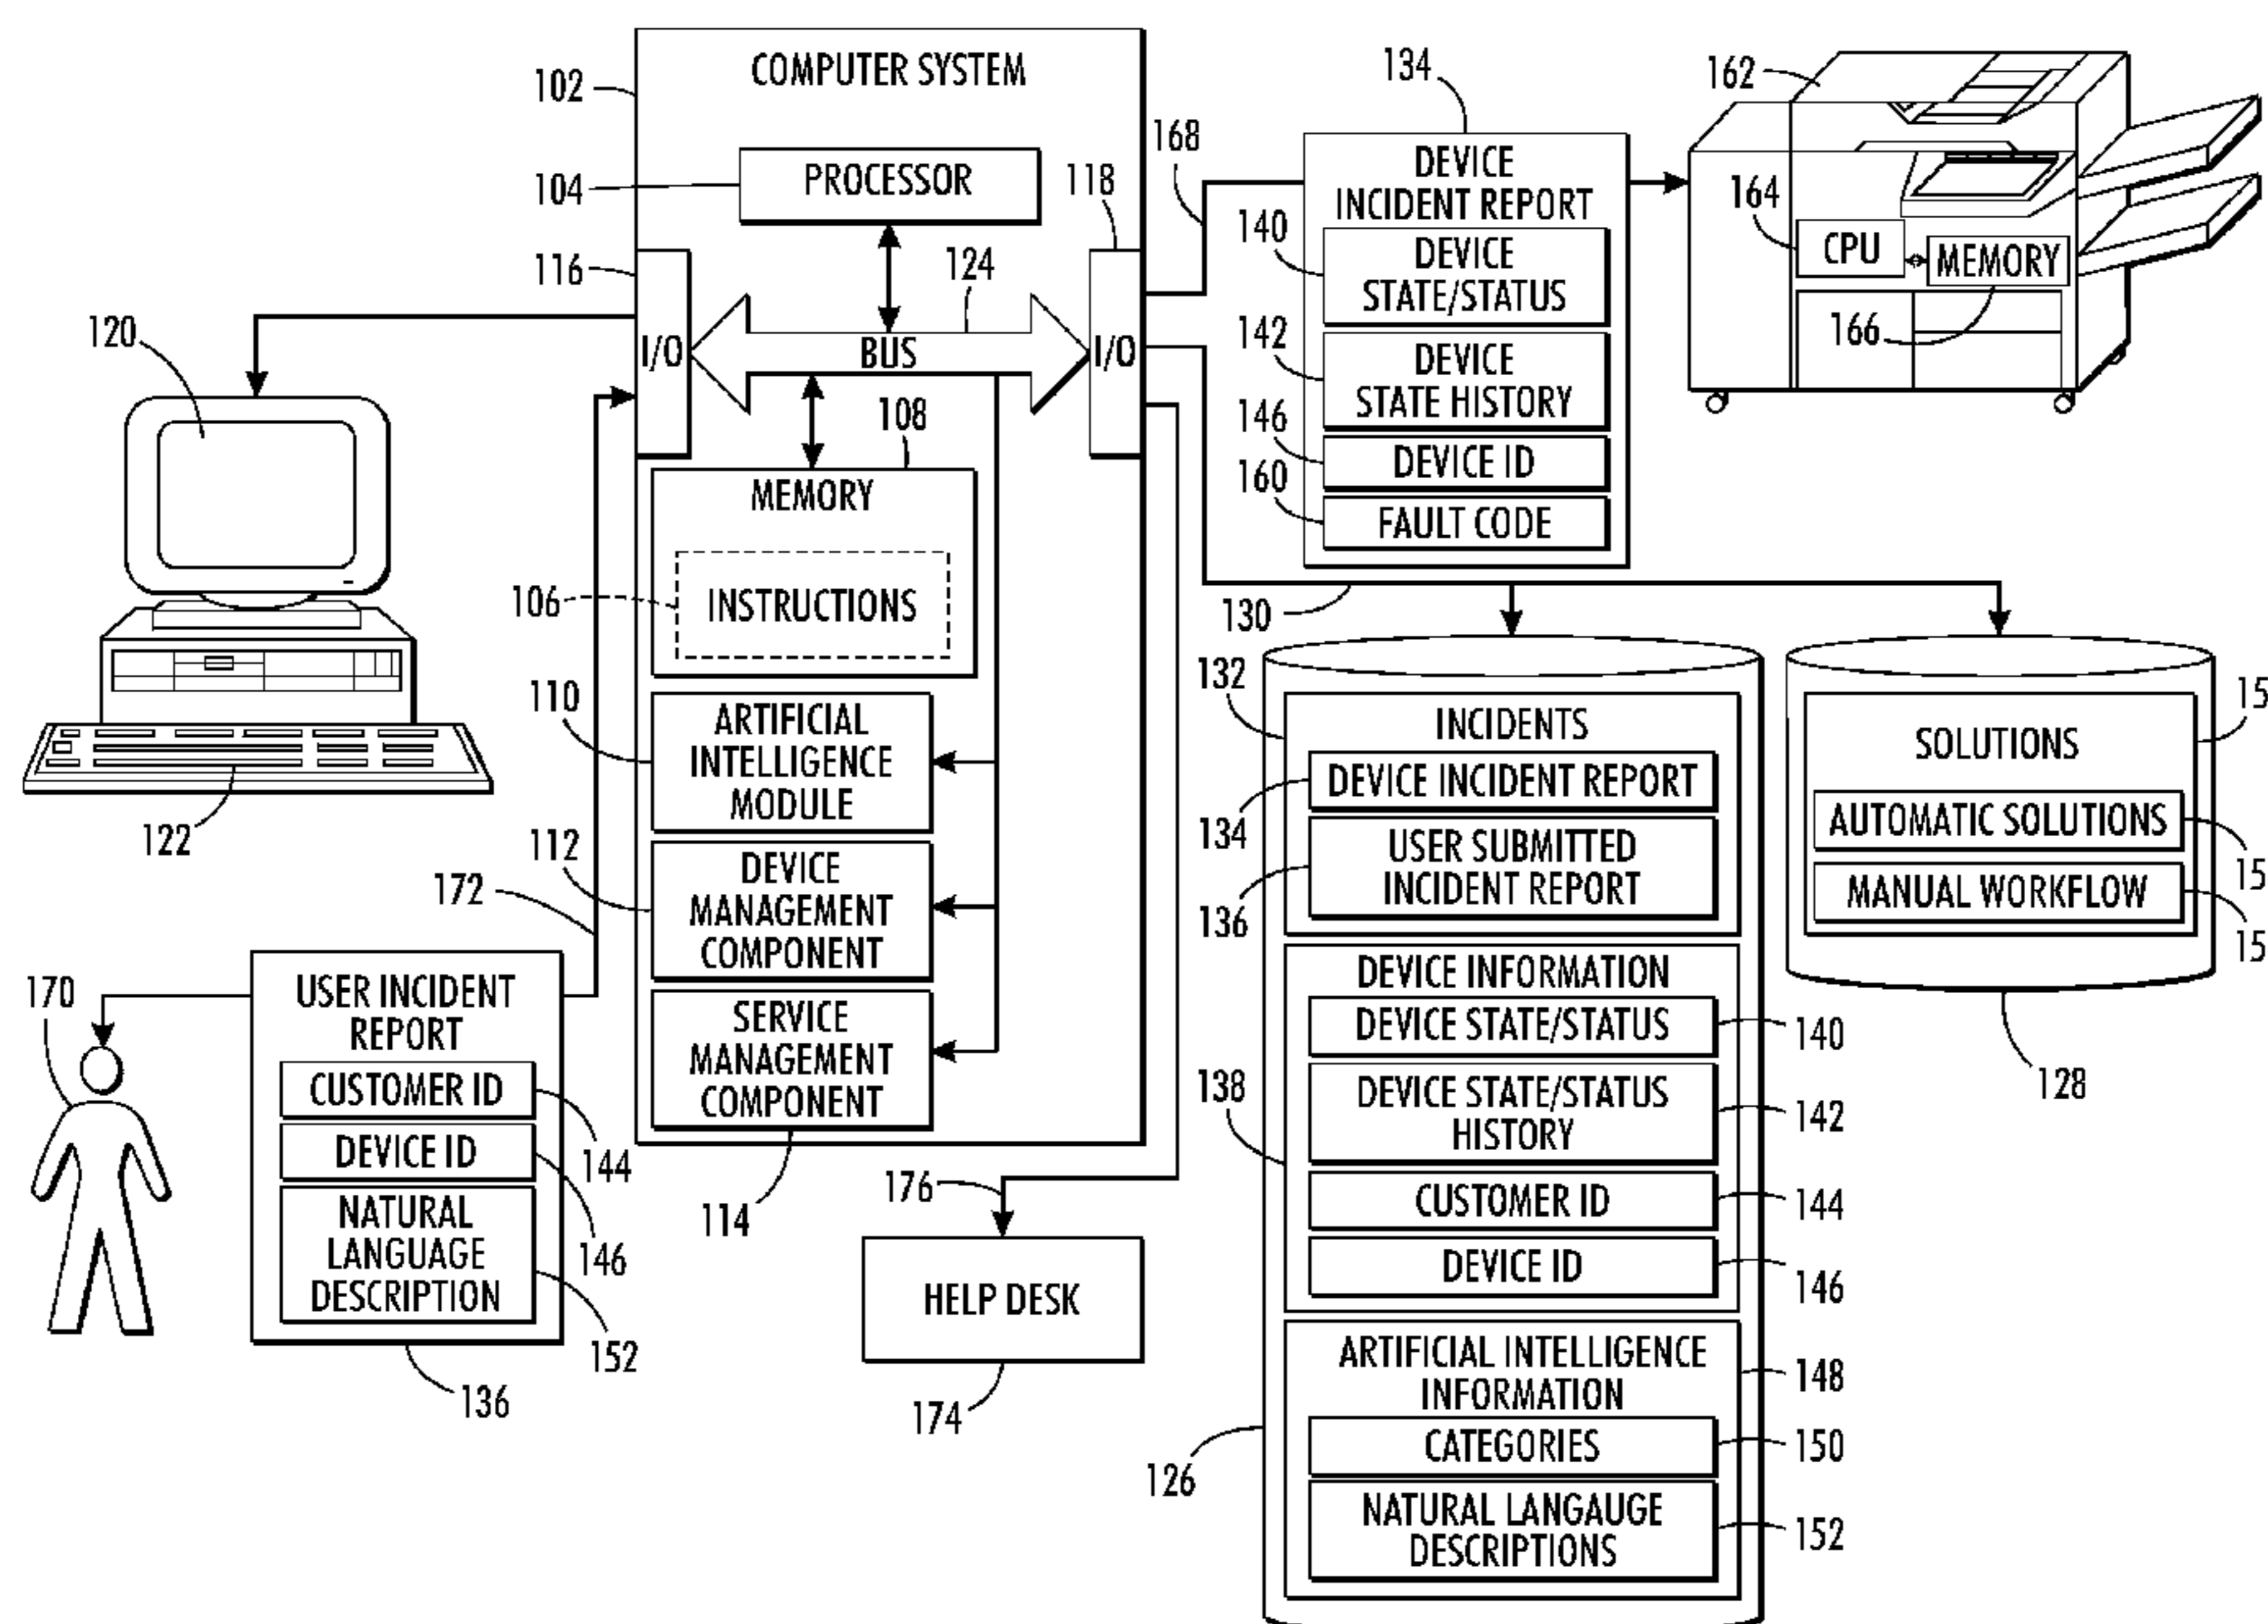 102
COMPUTER SYSTEM
104
PROCESSOR
116
118
I/O
124
BUS
I/O
108
MEMORY
106
INSTRUCTIONS
110
ARTIFICIAL
INTELLIGENCE
MODULE
112
DEVICE
MANAGEMENT
COMPONENT
SERVICE
MANAGEMENT
COMPONENT
114
120
122
172
170
USER INCIDENT
REPORT
CUSTOMER ID
144
DEVICE ID
146
NATURAL
LANGUAGE
DESCRIPTION
152
136
176
HELP DESK
174
168
134
DEVICE
INCIDENT REPORT
140
DEVICE
STATE/STATUS
142
DEVICE
STATE HISTORY
146
DEVICE ID
160
FAULT CODE
162
164
CPU
MEMORY
166
130
132
INCIDENTS
DEVICE INCIDENT REPORT
134
USER SUBMITTED
INCIDENT REPORT
136
DEVICE INFORMATION
DEVICE STATE/STATUS
140
138
DEVICE STATE/STATUS
HISTORY
142
CUSTOMER ID
144
DEVICE ID
146
ARTIFICIAL INTELLIGENCE
INFORMATION
148
CATEGORIES
150
126
NATURAL LANGAUGE
DESCRIPTIONS
152
15
SOLUTIONS
AUTOMATIC SOLUTIONS
15
MANUAL WORKFLOW
15
128